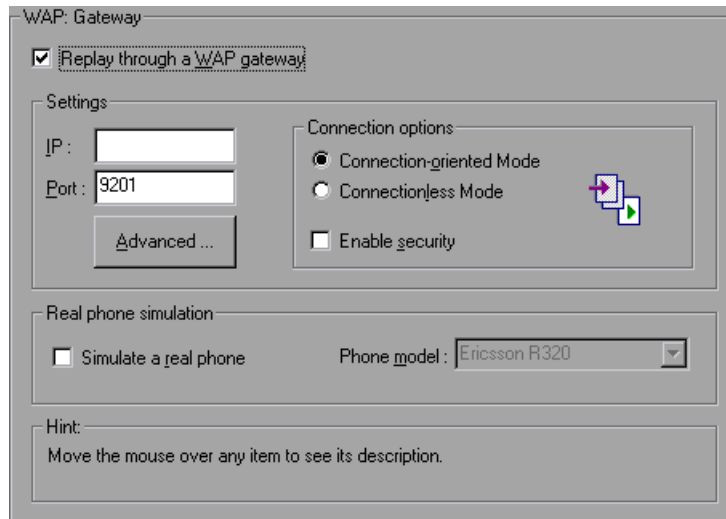 WAP: Gateway
Replay through a WAP gateway
Settings
IP :
Port : 9201
Advanced ...
Connection options
Connection-oriented Mode
Connectionless Mode
Enable security
Real phone simulation
Simulate a real phone
Phone model : Ericsson R320
Hint:
Move the mouse over any item to see its description.